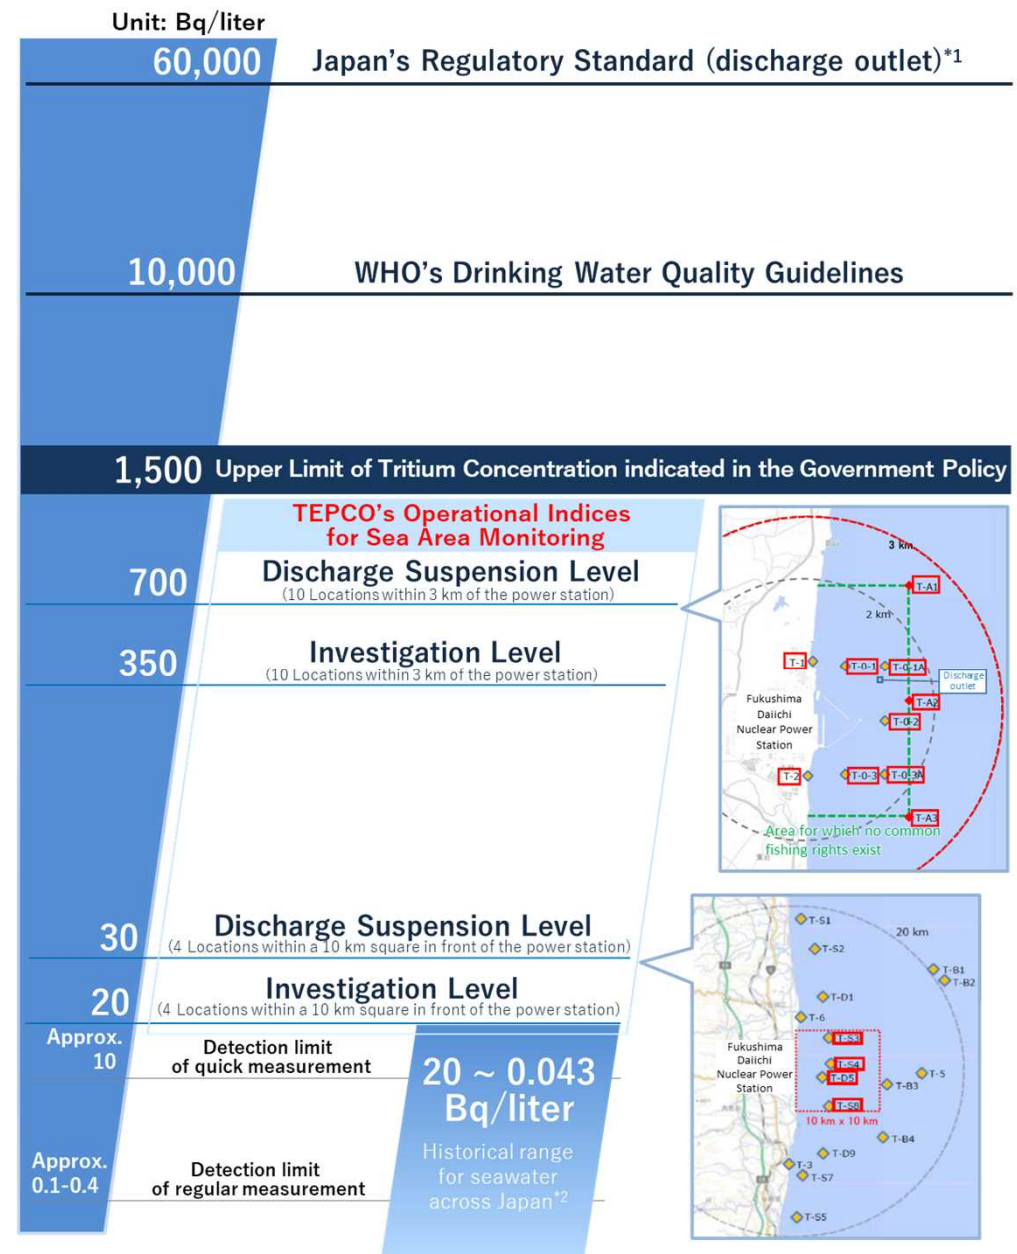 Unit: Bq/liter
60,000 Japan's Regulatory Standard (discharge outlet)*1
10,000 WHO's Drinking Water Quality Guidelines
1,500 Upper Limit of Tritium Concentration indicated in the Government Policy
TEPCO's Operational Indices
for Sea Area Monitoring
700 Discharge Suspension Level
(10 Locations within 3 km of the power station)
350 Investigation Level
(10 Locations within 3 km of the power station)
3 km
T-A1
2 km
T-1
T-0-1
T-0-1A
Discharge
outlet
Fukushima
Daiichi
Nuclear Power
Station
T-A2
T-0-2
T-2
T-0-3
T-0-3A
T-A3
Area for which no common
fishing rights exist
30 Discharge Suspension Level
(4 Locations within a 10 km square in front of the power station)
20 Investigation Level
(4 Locations within a 10 km square in front of the power station)
Approx.
10
Detection limit
of quick measurement
20 ~ 0.043
Bq/liter
Historical range
for seawater
across Japan*2
Approx.
0.1-0.4
Detection limit
of regular measurement
T-S1
20 km
T-S2
T-B1
T-B2
T-D1
T-6
T-S3
Fukushima
Daiichi
Nuclear Power
Station
T-S4
T-D5
T-5
T-B3
T-S8
10 km x 10 km
T-B4
T-D9
T-3
T-S7
T-S5